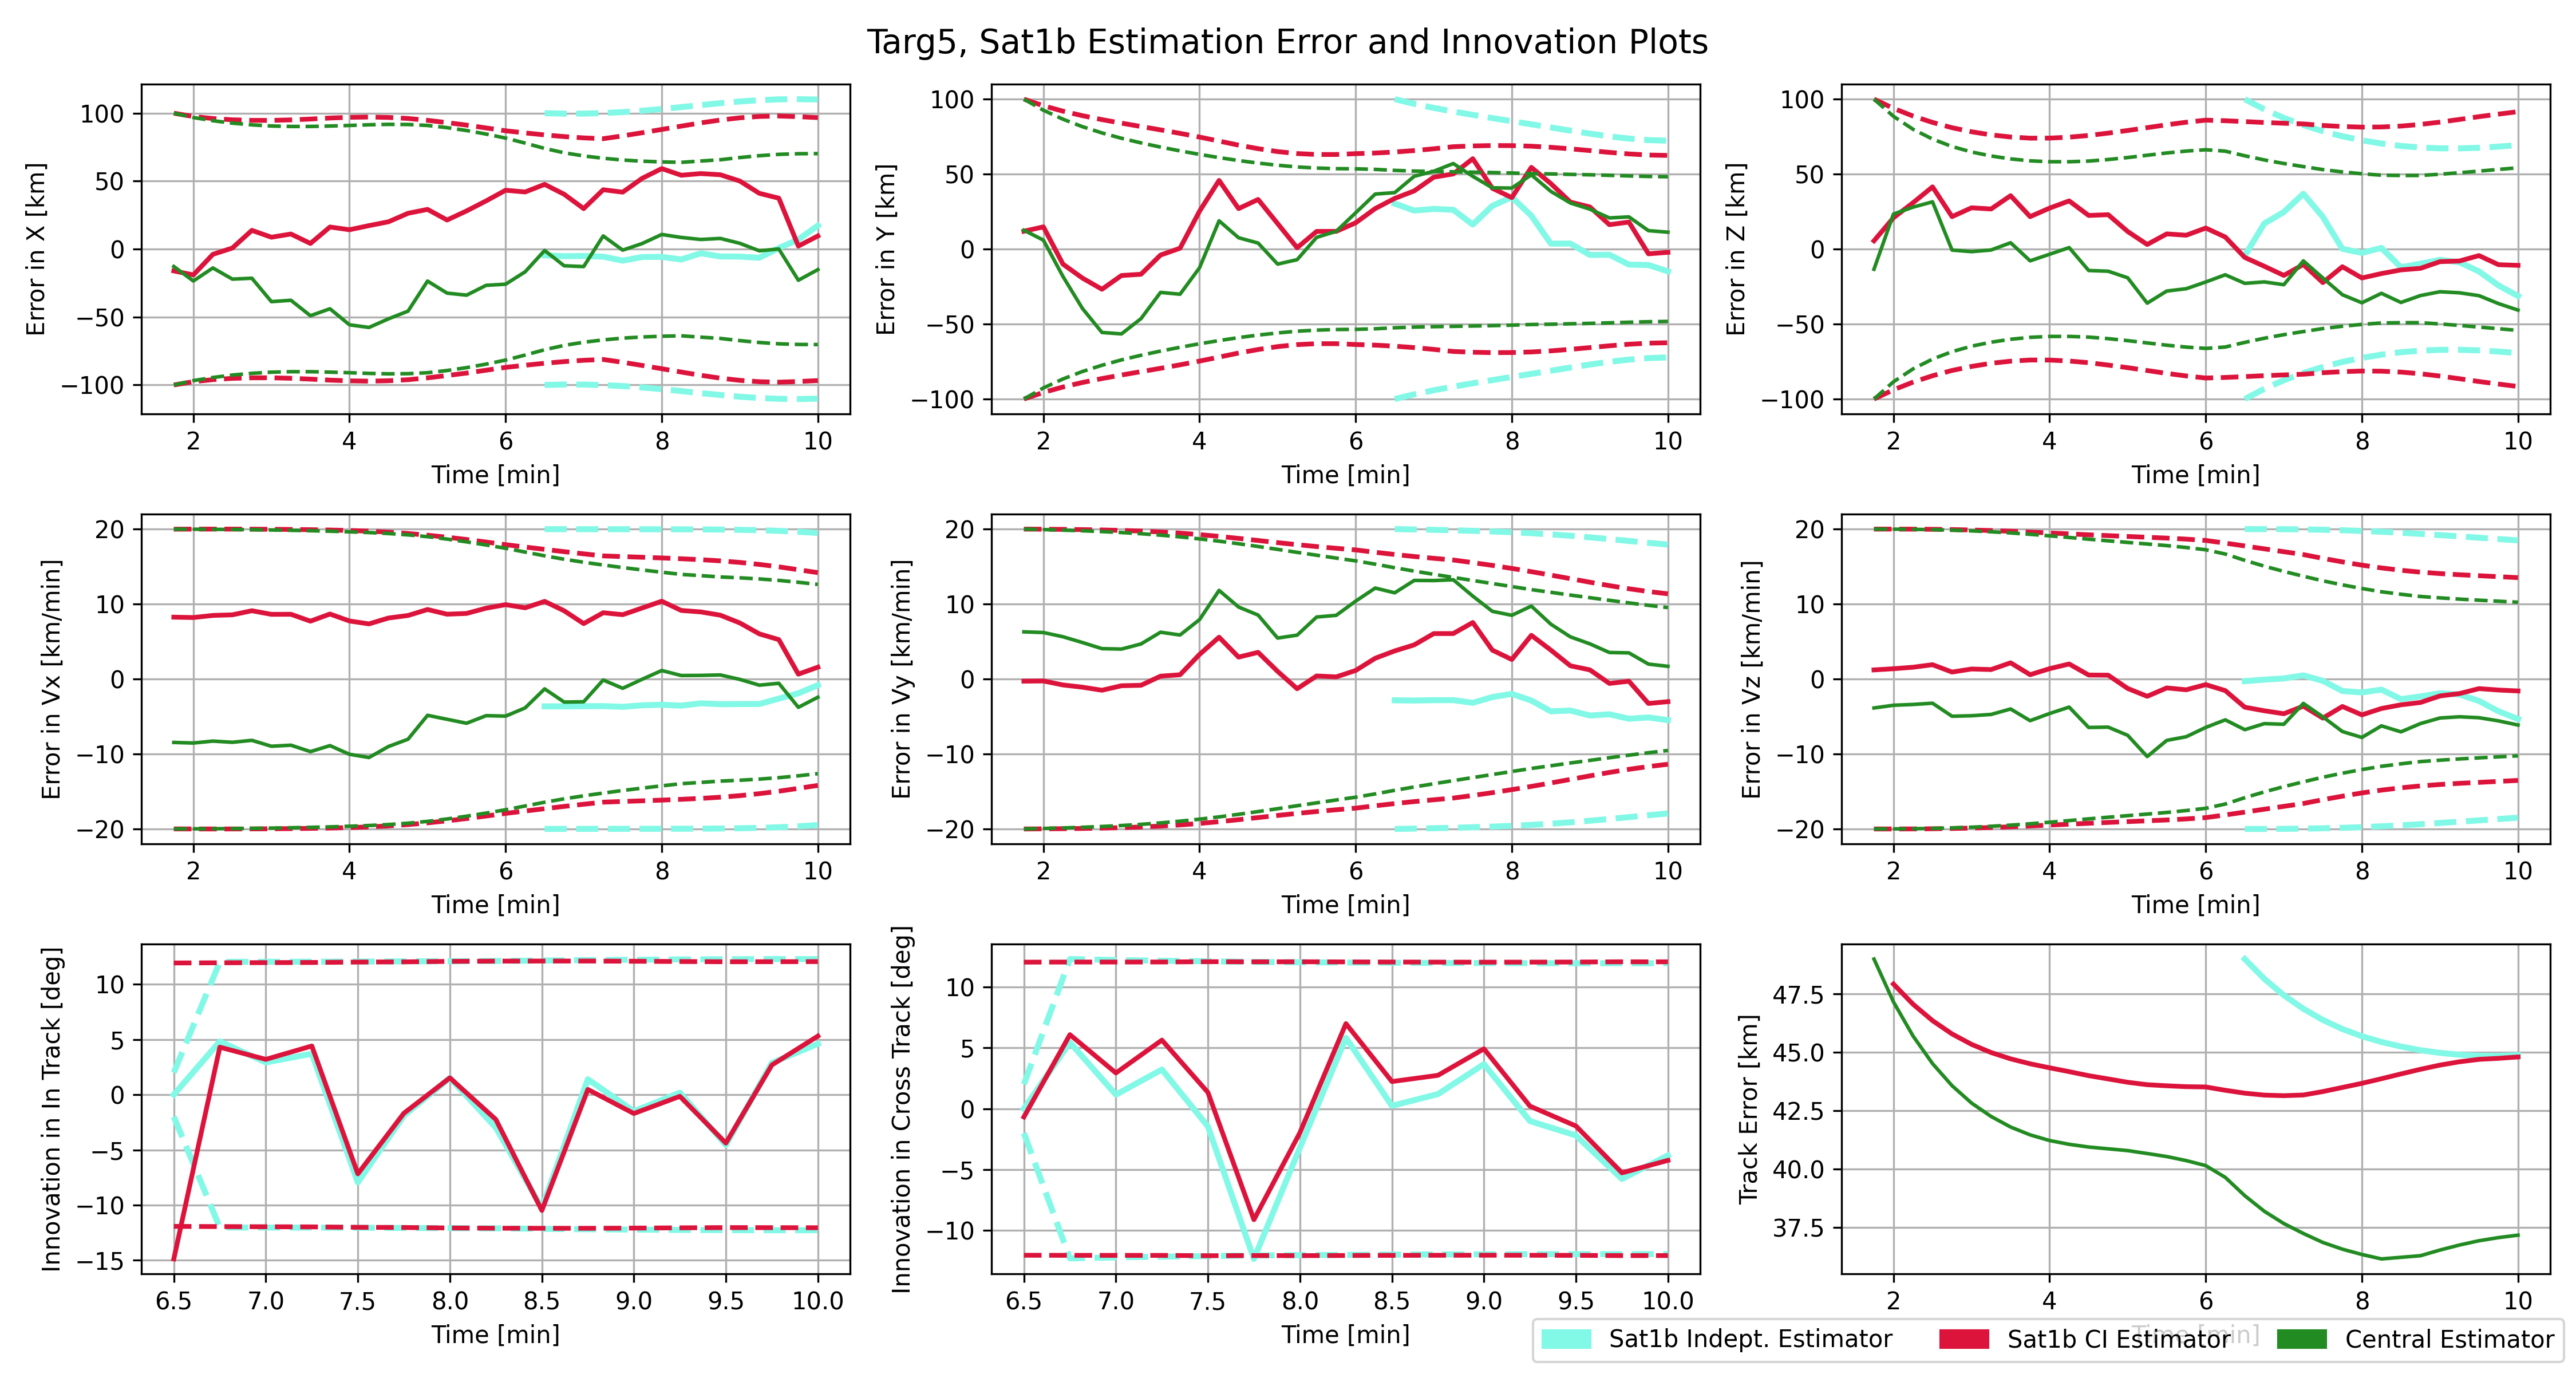 Targ5, Sat1b Estimation Error and Innovation Plots
Error in X [km]
100
50
0
−50
−100
2 4 6 8 10
Time [min]
Error in Y [km]
100
50
0
−50
−100
2 4 6 8 10
Time [min]
Error in Z [km]
100
50
0
−50
−100
2 4 6 8 10
Time [min]
Error in Vx [km/min]
20
10
0
−10
−20
2 4 6 8 10
Time [min]
Error in Vy [km/min]
20
10
0
−10
−20
2 4 6 8 10
Time [min]
Error in Vz [km/min]
20
10
0
−10
−20
2 4 6 8 10
Time [min]
Innovation in In Track [deg]
10
5
0
−5
−10
−15
6.5 7.0 7.5 8.0 8.5 9.0 9.5 10.0
Time [min]
Innovation in Cross Track [deg]
10
5
0
−5
−10
6.5 7.0 7.5 8.0 8.5 9.0 9.5 10.0
Time [min]
Track Error [km]
47.5
45.0
42.5
40.0
37.5
2 4 6 8 10
Time [min]
Sat1b Indept. Estimator
Sat1b CI Estimator
Central Estimator